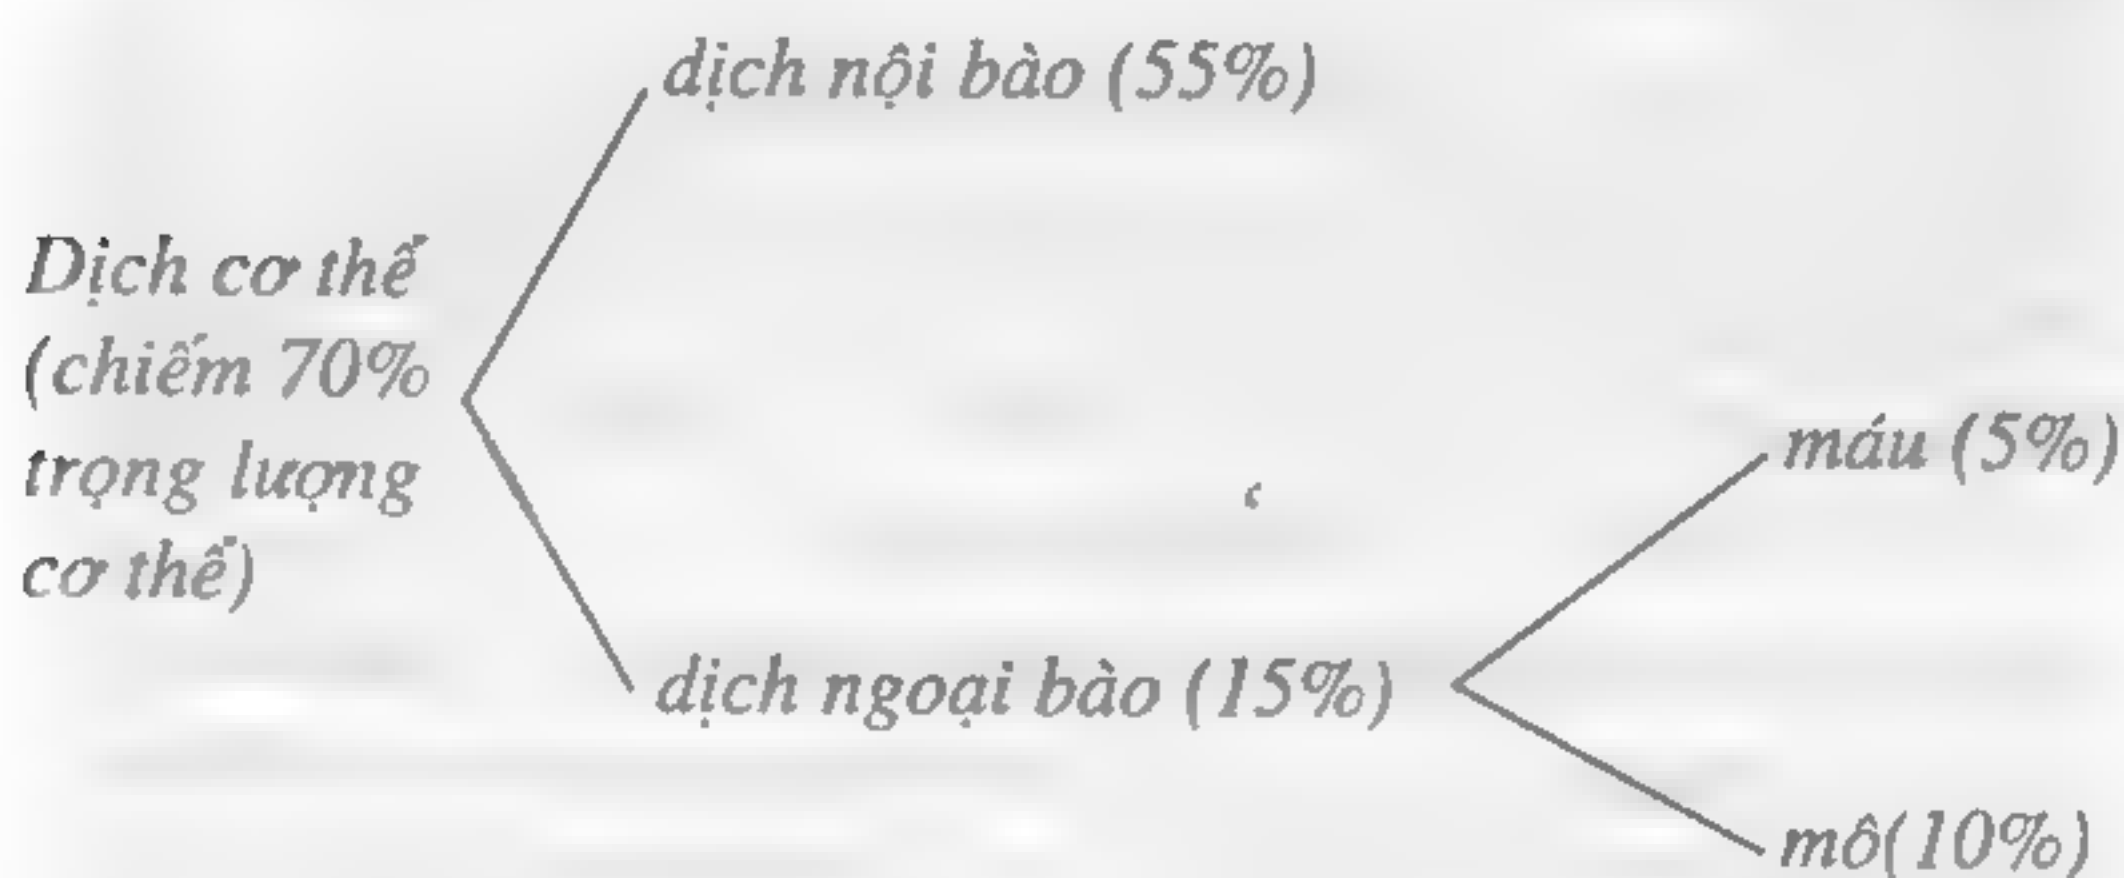 dịch nội bào (55%)
Dịch cơ thể
(chiếm 70%
trọng lượng
cơ thể)
máu (5%)
dịch ngoại bào (15%)
mô(10%)